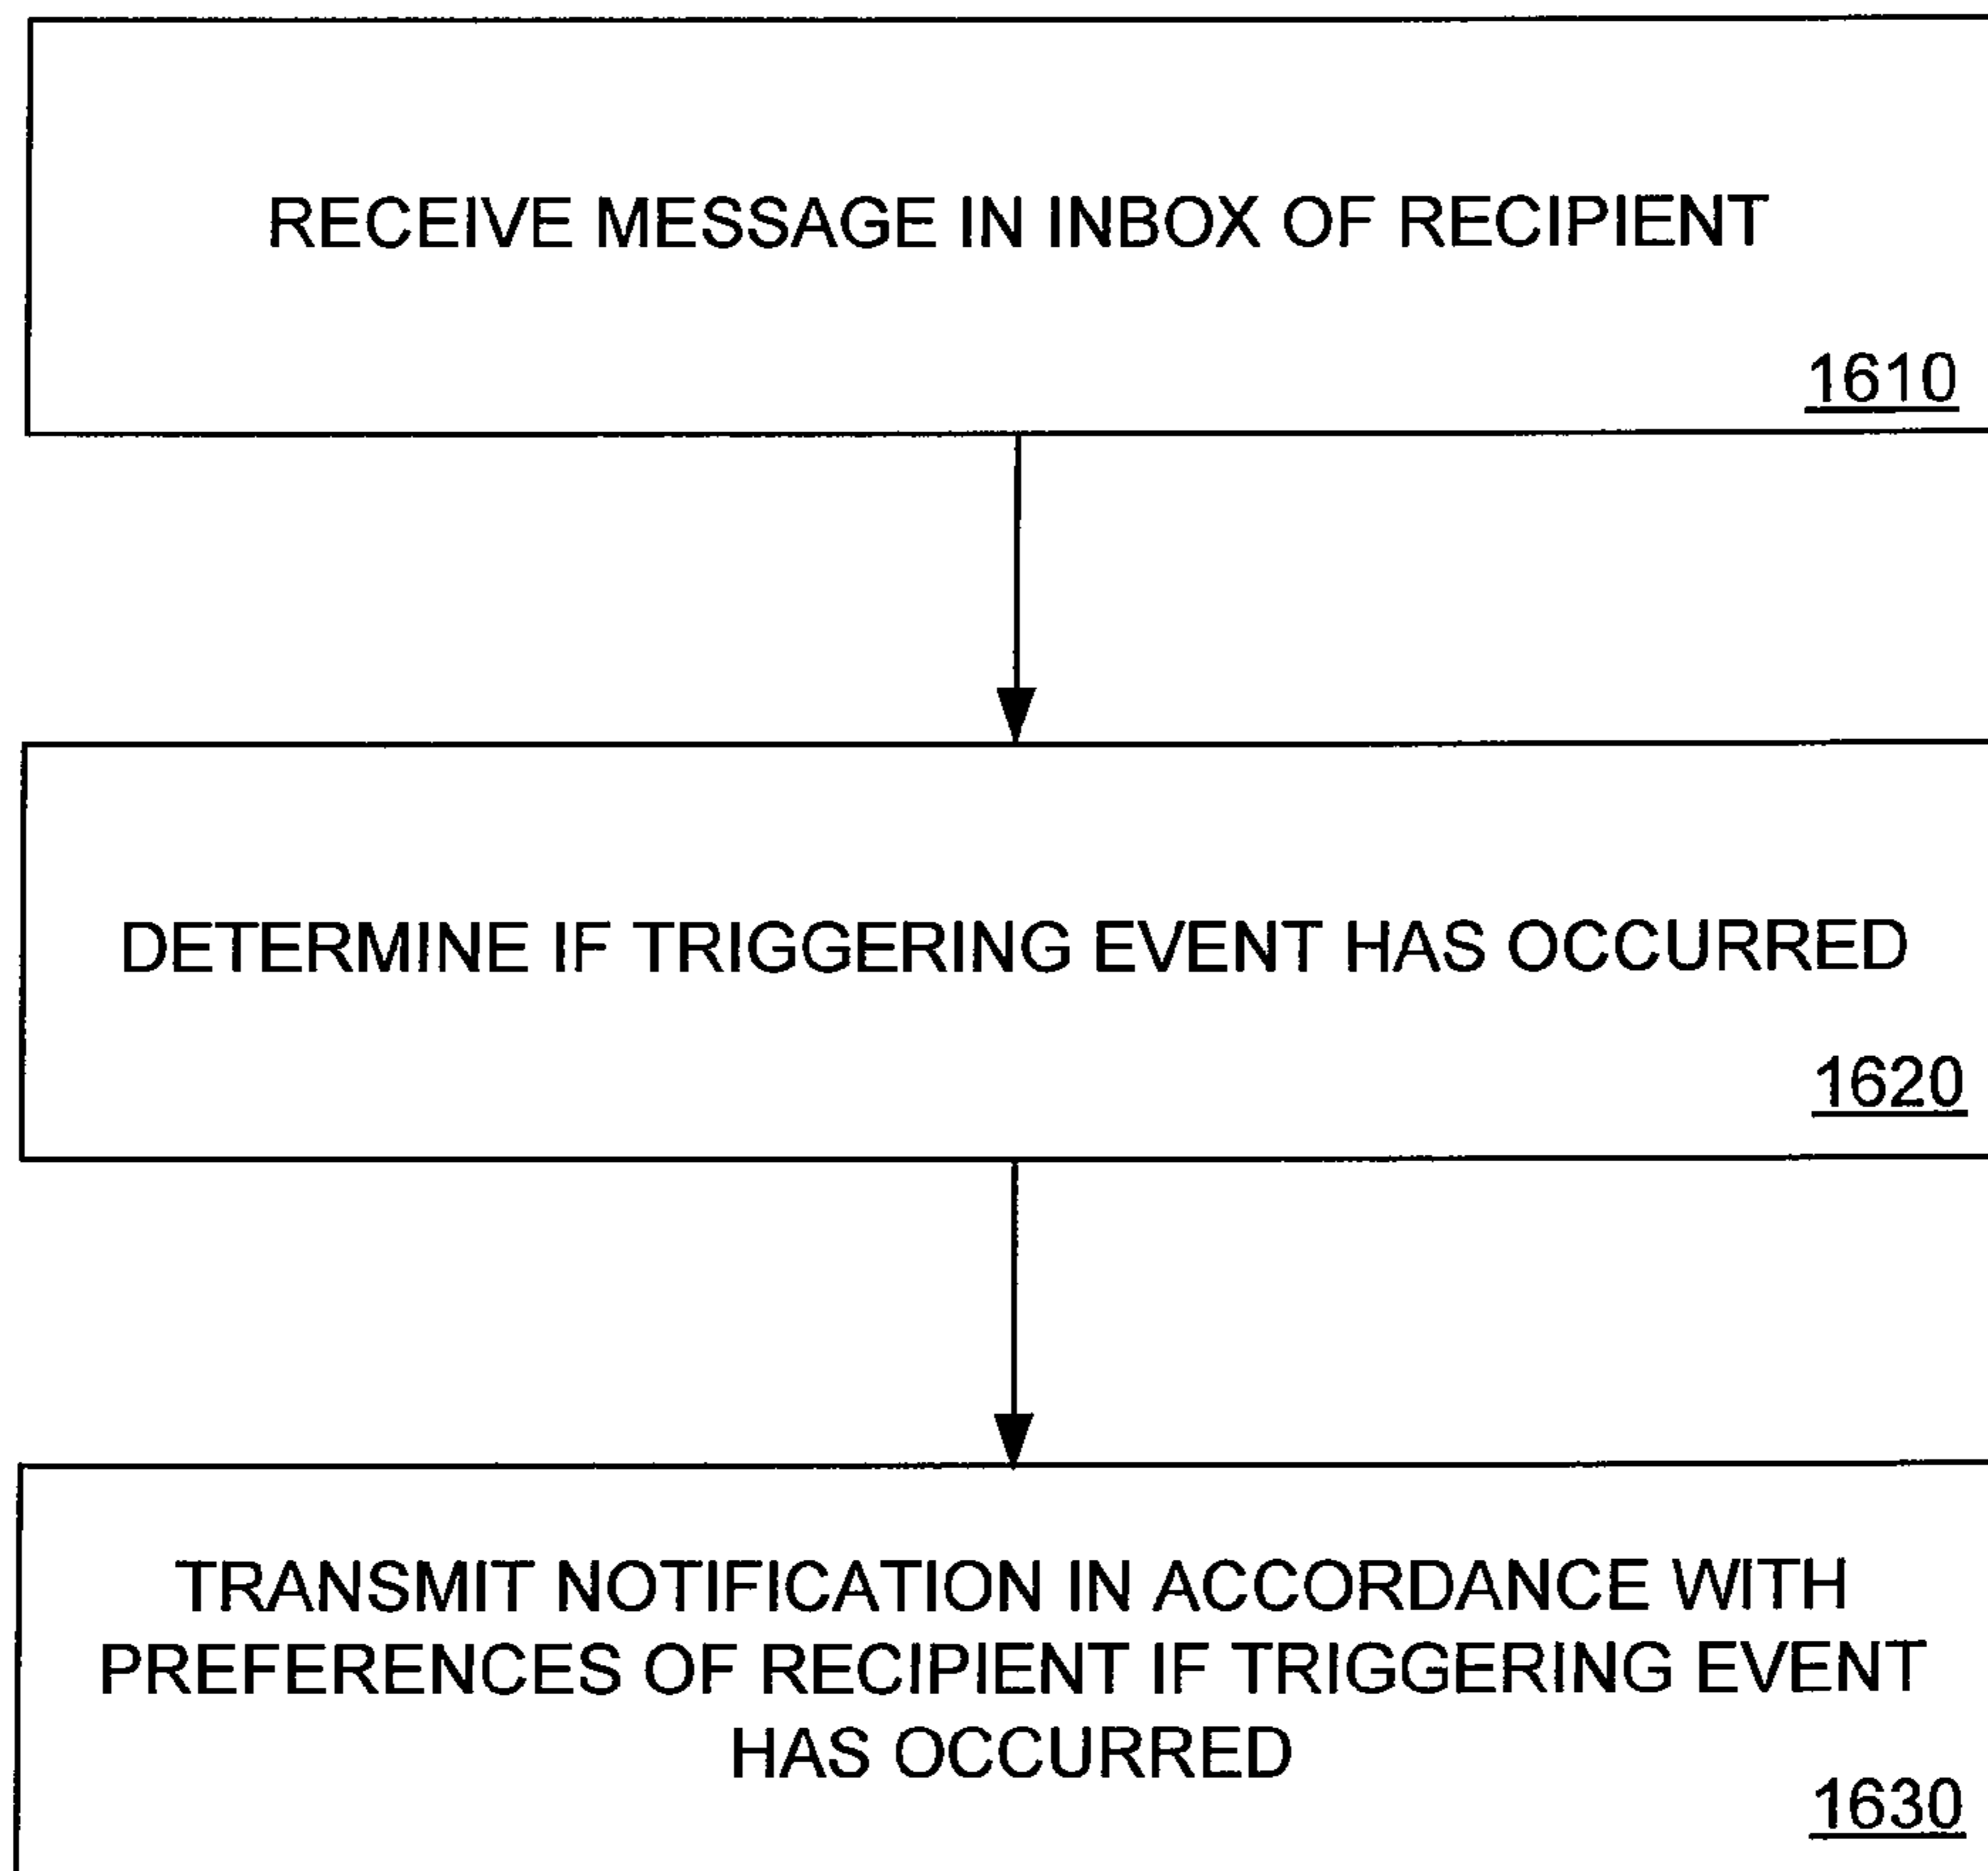 RECEIVE MESSAGE IN INBOX OF RECIPIENT
1610
DETERMINE IF TRIGGERING EVENT HAS OCCURRED
1620
TRANSMIT NOTIFICATION IN ACCORDANCE WITH
PREFERENCES OF RECIPIENT IF TRIGGERING EVENT
HAS OCCURRED
1630